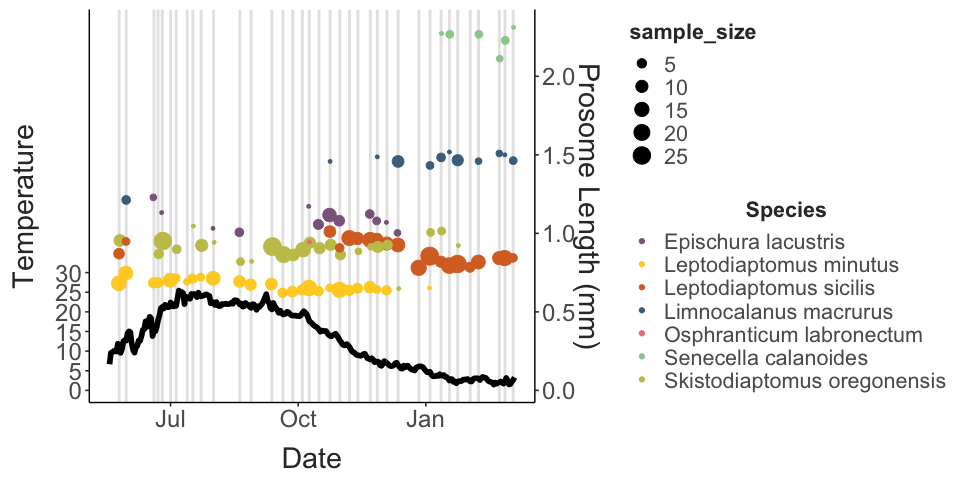 Temperature
30
25
20
15
10
5
0
Jul
Oct
Jan
Date
2.0
1.5
1.0
0.5
0.0
Prosome Length (mm)
sample_size
5
10
15
20
25
Species
Epischura lacustris
Leptodiaptomus minutus
Leptodiaptomus sicilis
Limnocalanus macrurus
Osphranticum labronectum
Senecella calanoides
Skistodiaptomus oregonensis